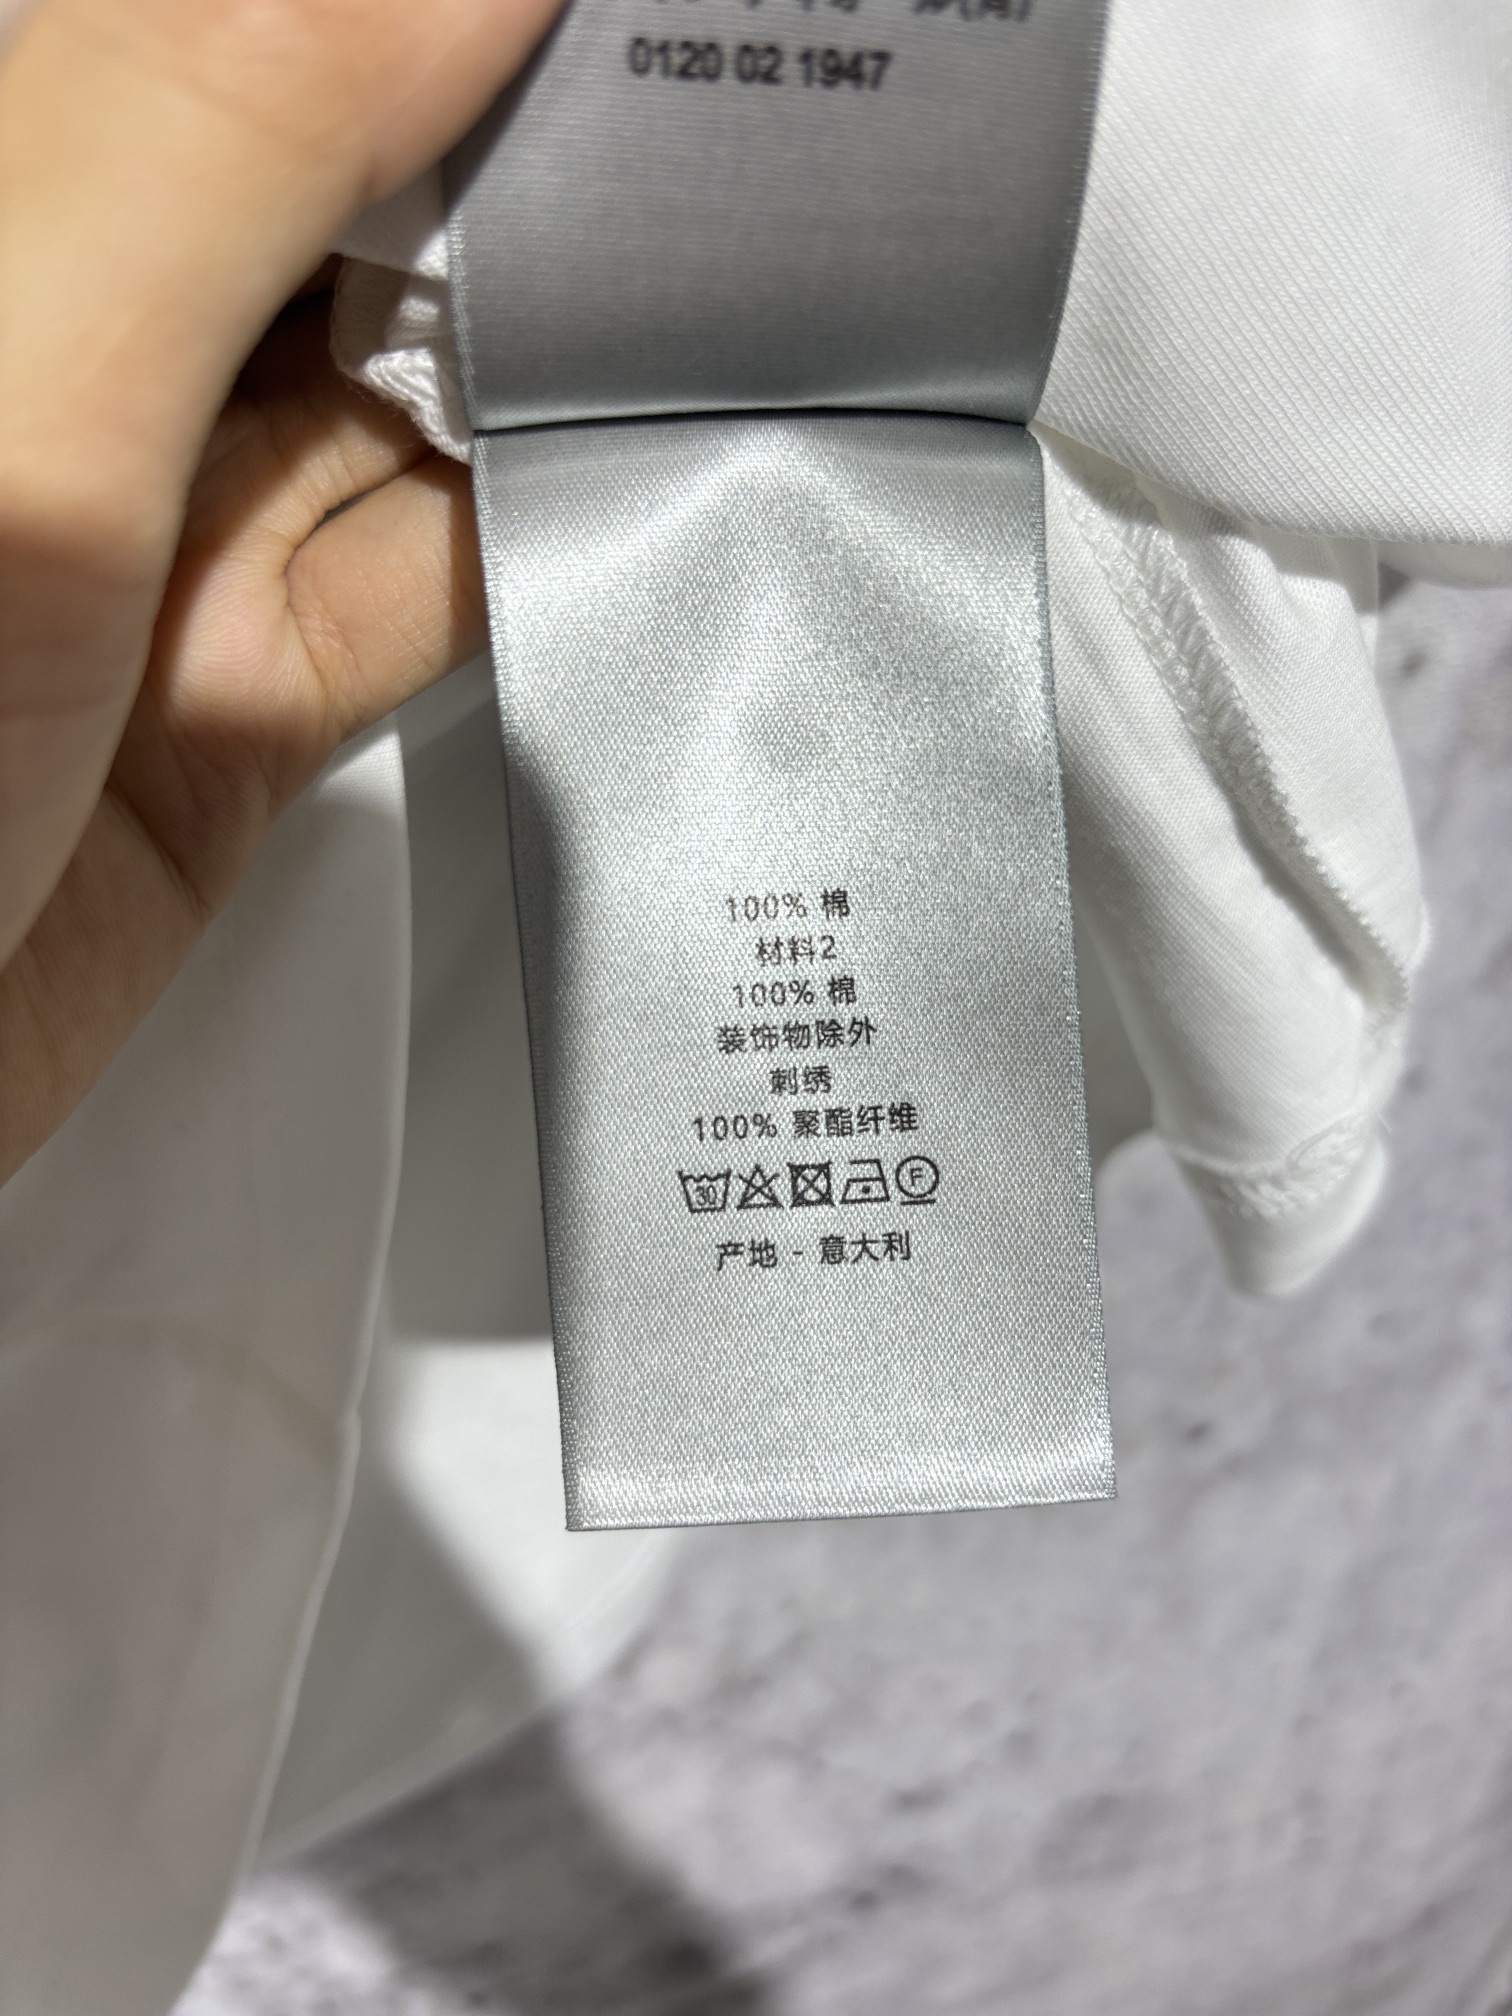 0120 02 1947
100% 棉
材料2
100% 棉
装饰物除外
刺绣
100% 聚酯纤维
30 F
产地 - 意大利